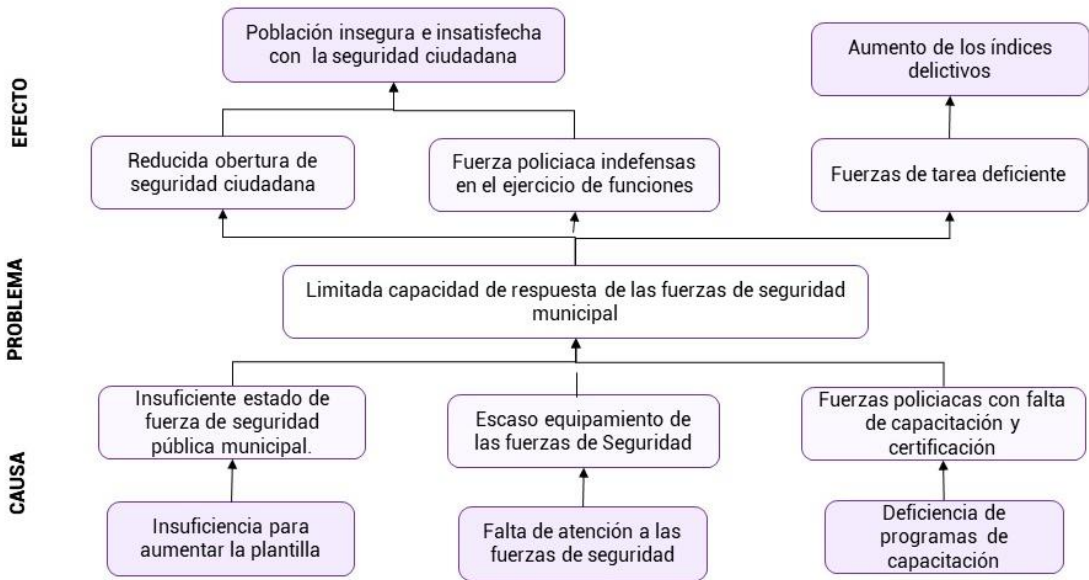 EFECTO
Población insegura e insatisfecha
con la seguridad ciudadana
Aumento de los índices
delictivos
Reducida obertura de
seguridad ciudadana
Fuerza policiaca indefensas
en el ejercicio de funciones
Fuerzas de tarea deficiente
PROBLEMA
Limitada capacidad de respuesta de las fuerzas de seguridad
municipal
CAUSA
Insuficiente estado de
fuerza de seguridad
pública municipal.
Escaso equipamiento de
las fuerzas de Seguridad
Fuerzas policiacas con falta
de capacitación y
certificación
Insuficiencia para
aumentar la plantilla
Falta de atención a las
fuerzas de seguridad
Deficiencia de
programas de
capacitación